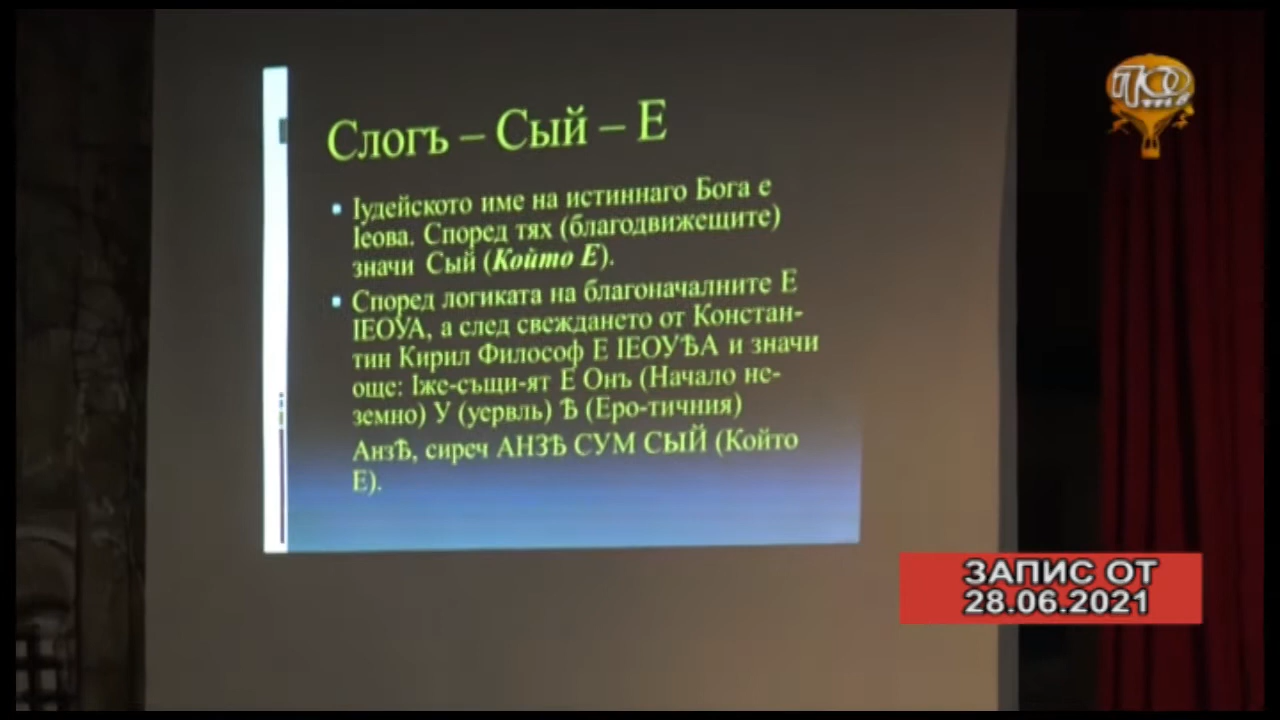 Слогъ – Сый – Е
Іудейското име на истиннаго Бога е
Іеова. Според тях (благодвижещите)
значи Сый (Който Е).
Според логиката на благоначалните Е
ІЕОУА, а след свеждането от Констан-
тин Кирил Философ Е ІЕОУѢА и значи
още: Іже-същи-ят Е Онъ (Начало не-
земно) У (уервль) Ѣ (Еро-тичния)
АнзѢ, сиреч АНЗѢ СУМ СЫЙ (Който
Е).
ЗАПИС ОТ
28.06.2021